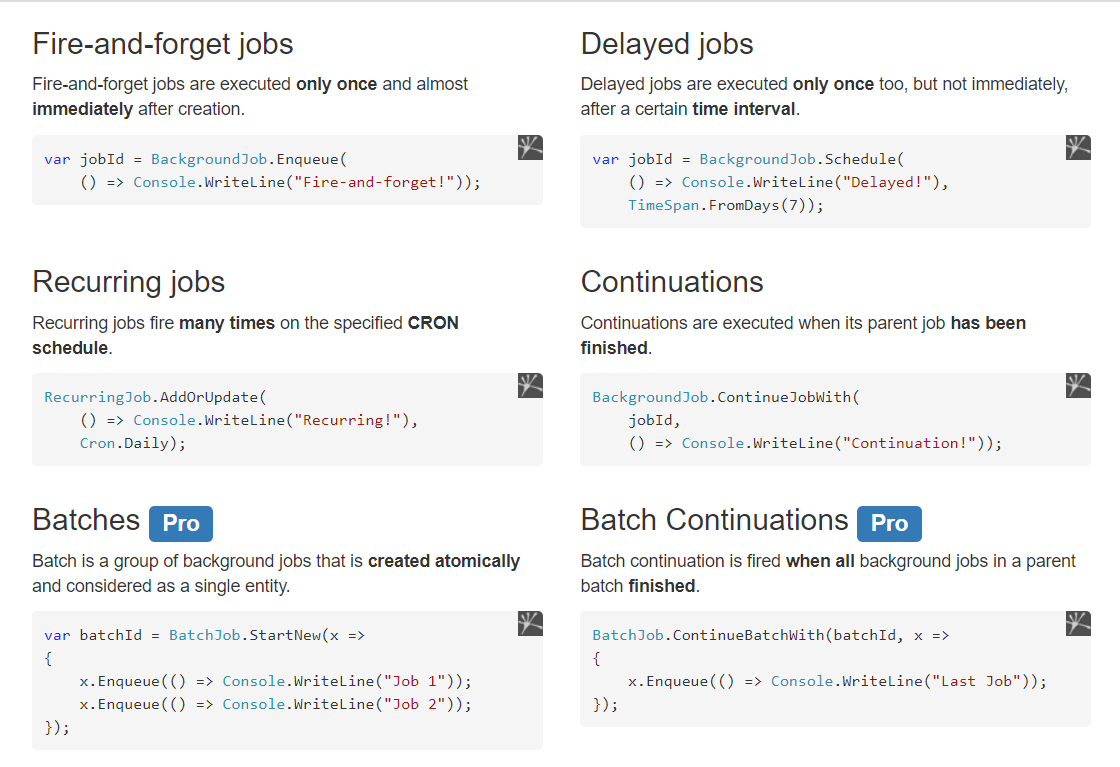 Fire-and-forget jobs
Fire-and-forget jobs are executed only once and almost
immediately after creation.
var jobId = BackgroundJob.Enqueue(
    () => Console.WriteLine("Fire-and-forget!"));
Delayed jobs
Delayed jobs are executed only once too, but not immediately,
after a certain time interval.
var jobId = BackgroundJob.Schedule(
    () => Console.WriteLine("Delayed!"),
    TimeSpan.FromDays(7));
Recurring jobs
Recurring jobs fire many times on the specified CRON
schedule.
RecurringJob.AddOrUpdate(
    () => Console.WriteLine("Recurring!"),
    Cron.Daily);
Continuations
Continuations are executed when its parent job has been
finished.
BackgroundJob.ContinueJobWith(
    jobId,
    () => Console.WriteLine("Continuation!"));
Batches Pro
Batch is a group of background jobs that is created atomically
and considered as a single entity.
var batchId = BatchJob.StartNew(x =>
{
    x.Enqueue(() => Console.WriteLine("Job 1"));
    x.Enqueue(() => Console.WriteLine("Job 2"));
});
Batch Continuations Pro
Batch continuation is fired when all background jobs in a parent
batch finished.
BatchJob.ContinueBatchWith(batchId, x =>
{
    x.Enqueue(() => Console.WriteLine("Last Job"));
});